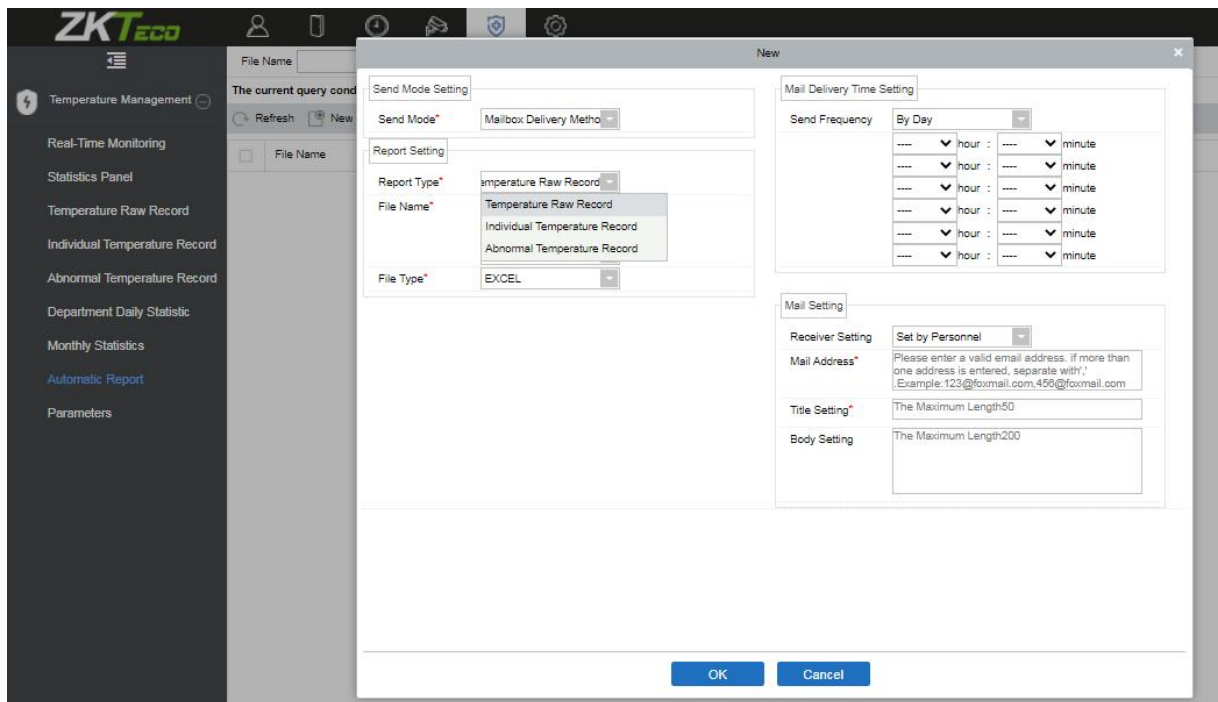 ZKTeco
New
File Name
The current query cond
Refresh New
File Name
Temperature Management
Real-Time Monitoring
Statistics Panel
Temperature Raw Record
Individual Temperature Record
Abnormal Temperature Record
Department Daily Statistic
Monthly Statistics
Automatic Report
Parameters
Send Mode Setting
Send Mode* Mailbox Delivery Metho
Report Setting
Report Type* emperature Raw Record
Temperature Raw Record
Individual Temperature Record
Abnormal Temperature Record
File Name*
File Type* EXCEL
Mail Delivery Time Setting
Send Frequency By Day
---- hour : ---- minute
---- hour : ---- minute
---- hour : ---- minute
---- hour : ---- minute
---- hour : ---- minute
---- hour : ---- minute
Mail Setting
Receiver Setting Set by Personnel
Mail Address* Please enter a valid email address. if more than
one address is entered, separate with','
.Example:123@foxmail.com,456@foxmail.com
Title Setting* The Maximum Length50
Body Setting The Maximum Length200
OK Cancel